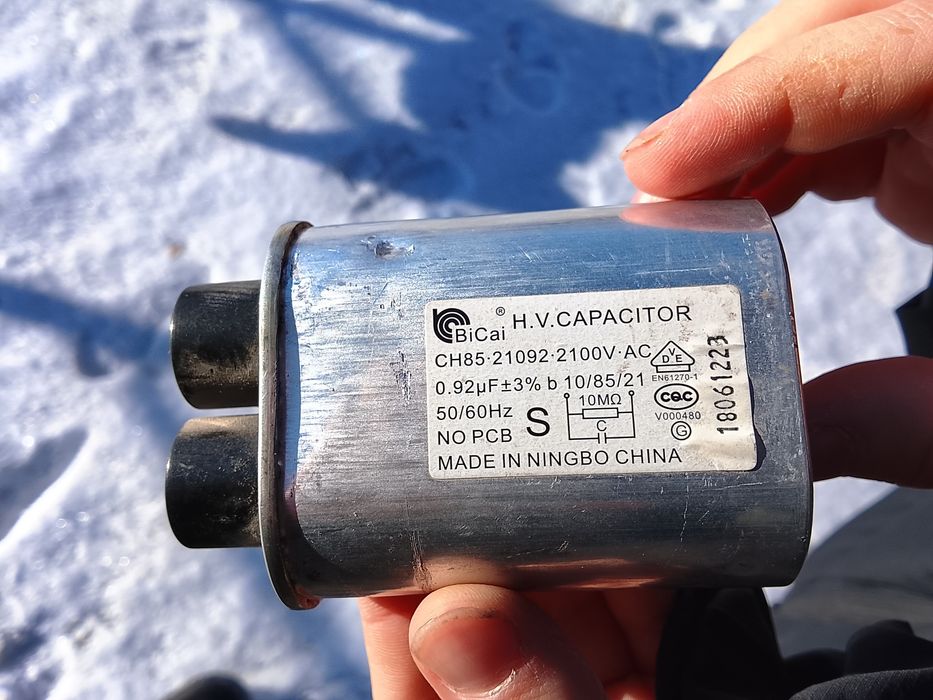 BiCai ® H.V.CAPACITOR
CH85·21092·2100V·AC
0.92µF±3% b 10/85/21
50/60Hz
NO PCB
S
10MΩ
C
MADE IN NINGBO CHINA
DVE
EN61270-1
CQC
V000480
G
18061223